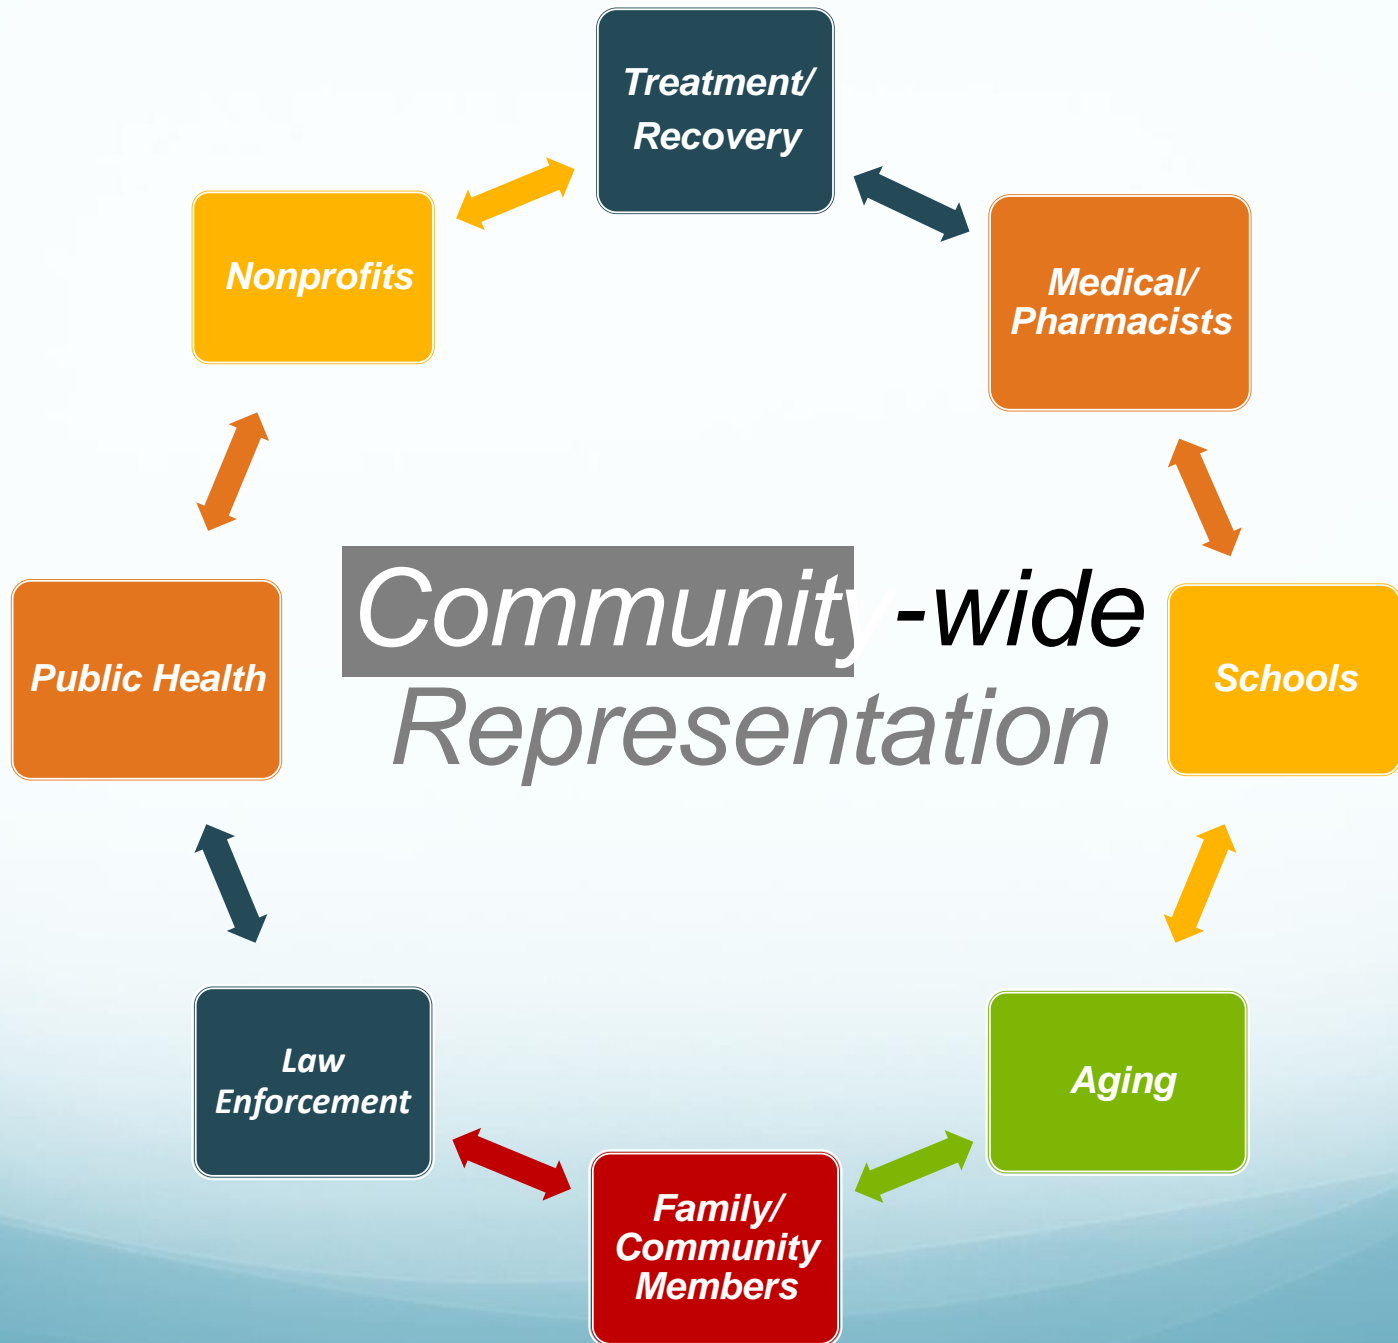 Treatment/
Recovery
Nonprofits
Medical/
Pharmacists
Community-wide
Representation
Public Health
Schools
Law
Enforcement
Aging
Family/
Community
Members